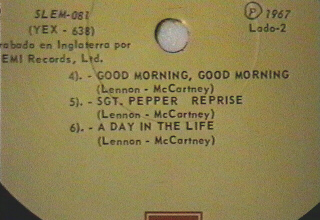 SLEM-081
(YEX - 638)
rabada en Inglaterra por
EMI Records, Ltd.
Ⓟ 1967
Lado-2
4). - GOOD MORNING, GOOD MORNING
(Lennon - McCartney)
5). - SGT. PEPPER REPRISE
(Lennon - McCartney)
6). - A DAY IN THE LIFE
(Lennon - McCartney)